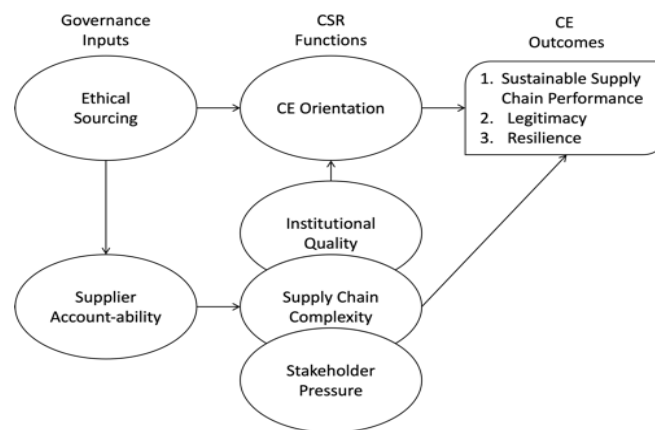 Governance
Inputs
CSR
Functions
CE
Outcomes
Ethical
Sourcing
CE Orientation
1. Sustainable Supply
Chain Performance
2. Legitimacy
3. Resilience
Institutional
Quality
Supplier
Account-ability
Supply Chain
Complexity
Stakeholder
Pressure